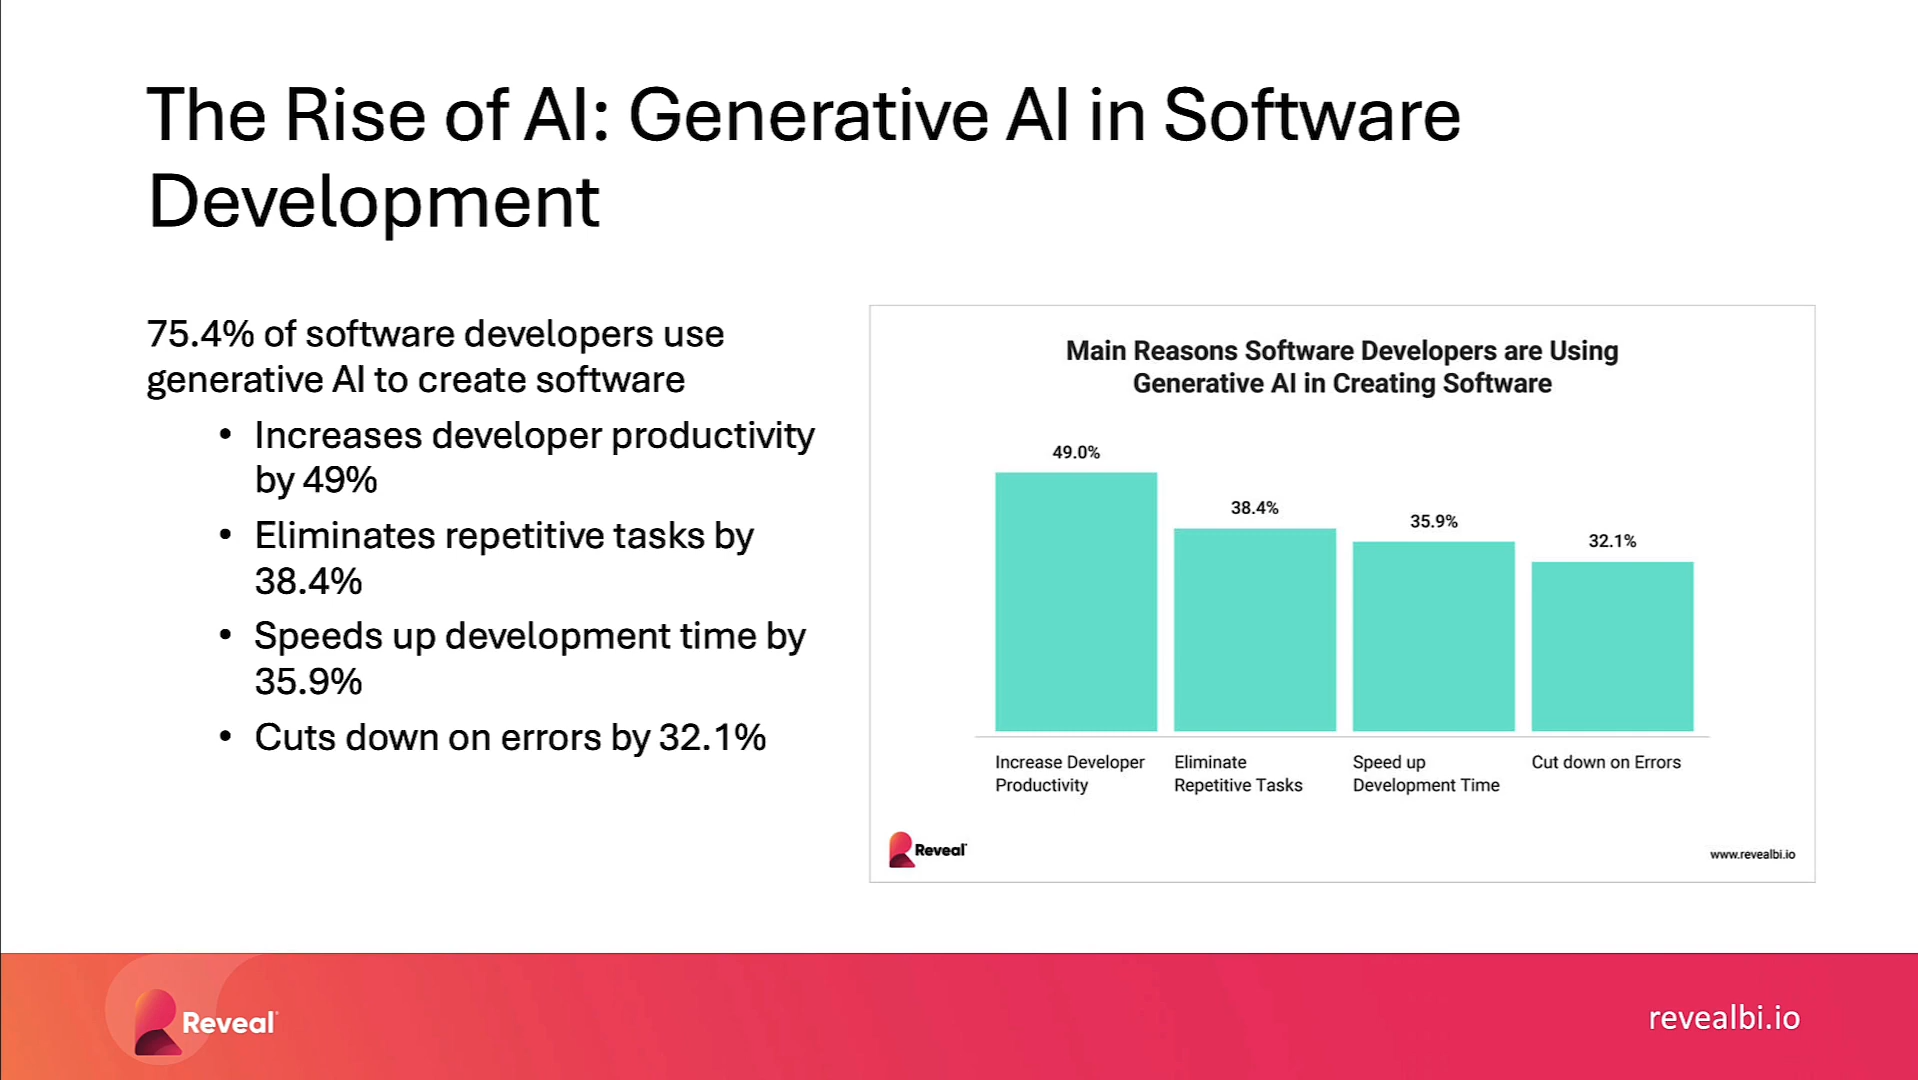 The Rise of AI: Generative AI in Software
Development
75.4% of software developers use
generative AI to create software
• Increases developer productivity
by 49%
• Eliminates repetitive tasks by
38.4%
• Speeds up development time by
35.9%
• Cuts down on errors by 32.1%
Main Reasons Software Developers are Using
Generative AI in Creating Software
49.0%
38.4%
35.9%
32.1%
Increase Developer
Productivity
Eliminate
Repetitive Tasks
Speed up
Development Time
Cut down on Errors
Reveal
www.revealbi.io
Reveal
revealbi.io